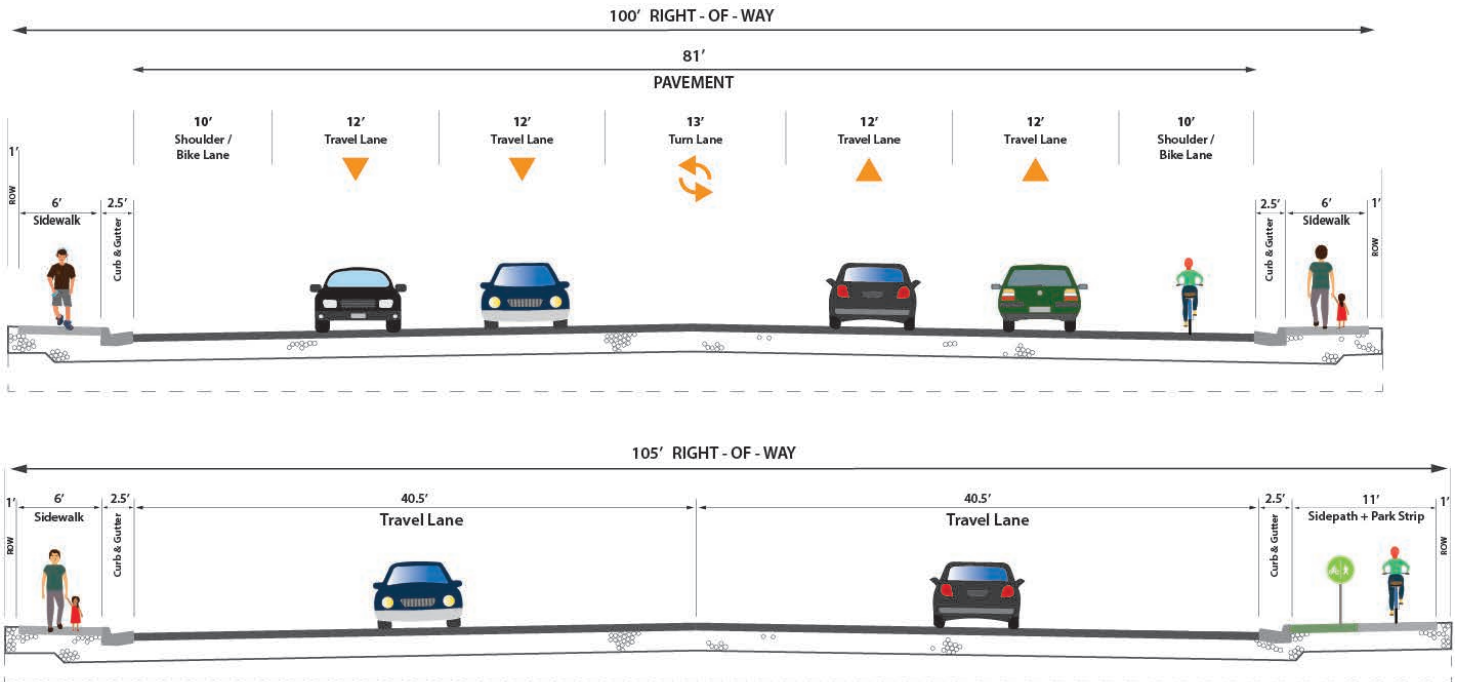 100' RIGHT - OF - WAY
81'
PAVEMENT
10'
Shoulder /
Bike Lane
12'
Travel Lane
12'
Travel Lane
13'
Turn Lane
12'
Travel Lane
12'
Travel Lane
10'
Shoulder /
Bike Lane
1'
ROW
6'
Sidewalk
2.5'
Curb & Gutter
2.5'
Curb & Gutter
6'
Sidewalk
1'
ROW
105' RIGHT - OF - WAY
1'
ROW
6'
Sidewalk
2.5'
Curb & Gutter
40.5'
Travel Lane
40.5'
Travel Lane
2.5'
Curb & Gutter
11'
Sidepath + Park Strip
1'
ROW